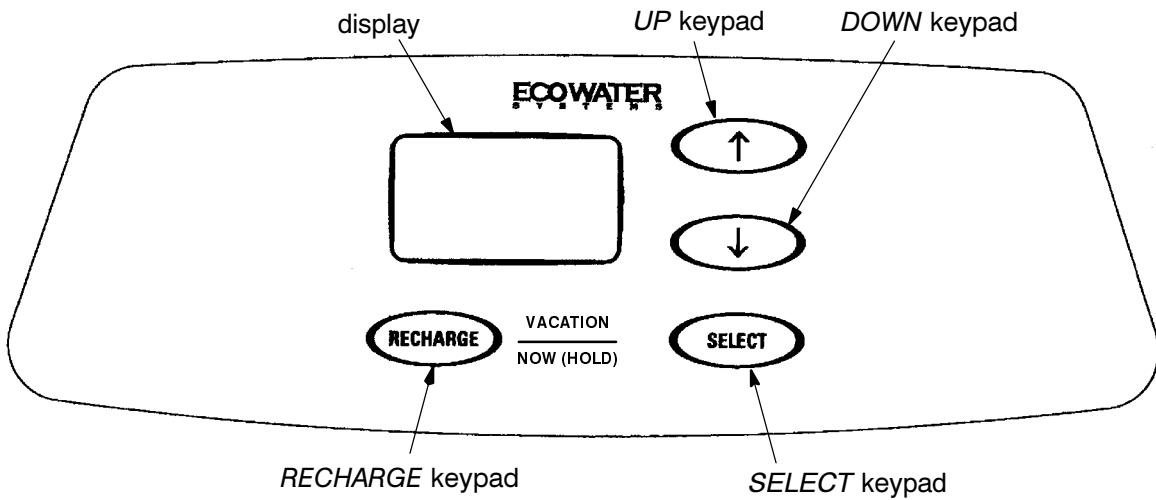 display
UP keypad
DOWN keypad
ECOWATER
SYSTEMS
↑
↓
RECHARGE
VACATION
NOW (HOLD)
SELECT
RECHARGE keypad
SELECT keypad